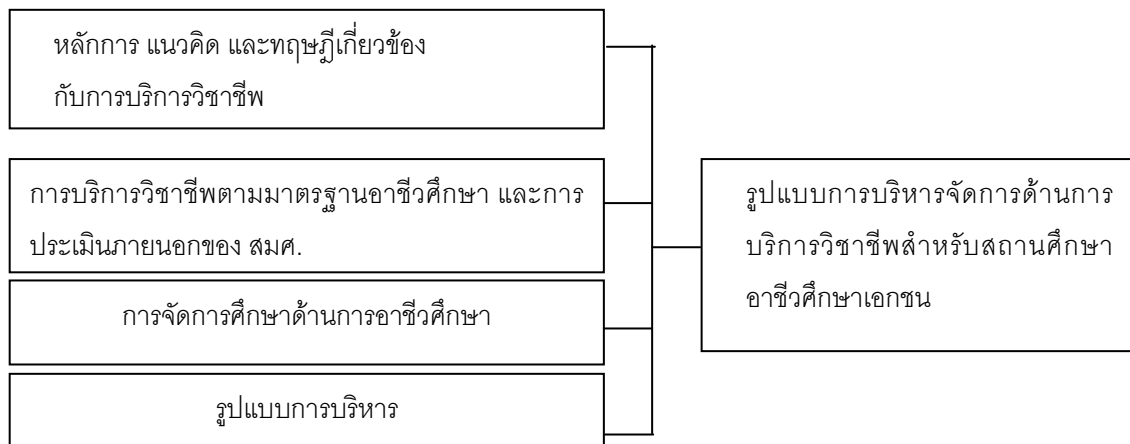 หลักการ แนวคิด และทฤษฎีเกี่ยวข้อง
กับการบริการวิชาชีพ
การบริการวิชาชีพตามมาตรฐานอาชีวศึกษา และการ
ประเมินภายนอกของ สมศ.
การจัดการศึกษาด้านการอาชีวศึกษา
รูปแบบการบริหาร
รูปแบบการบริหารจัดการด้านการ
บริการวิชาชีพสำหรับสถานศึกษา
อาชีวศึกษาเอกชน